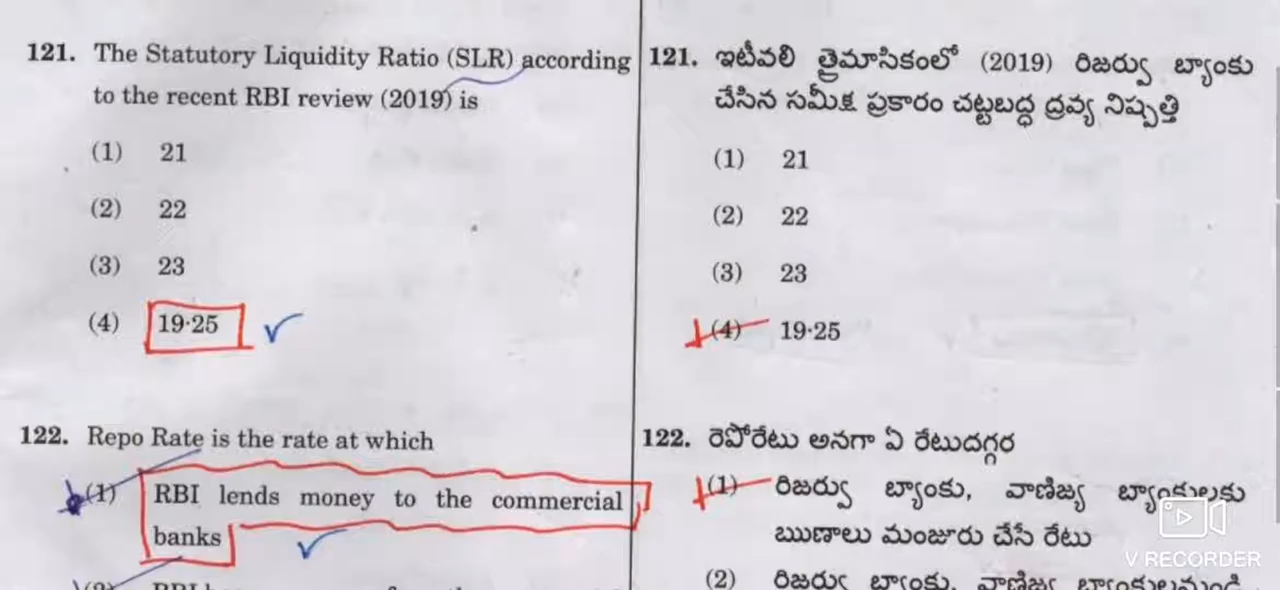 121. The Statutory Liquidity Ratio (SLR) according
to the recent RBI review (2019) is
(1) 21
(2) 22
(3) 23
(4) 19·25
122. Repo Rate is the rate at which
(1) RBI lends money to the commercial
banks
121. ఇటీవలి త్రైమాసికంలో (2019) రిజర్వు బ్యాంకు
చేసిన సమీక్ష ప్రకారం చట్టబద్ధ ద్రవ్య నిష్పత్తి
(1) 21
(2) 22
(3) 23
(4) 19·25
122. రెపోరేటు అనగా ఏ రేటుదగ్గర
(1) రిజర్వు బ్యాంకు, వాణిజ్య బ్యాంకులకు
ఋణాలు మంజూరు చేసే రేటు
(2) రిజర్వు బ్యాంకు, వాణిజ్య
V RECORDER